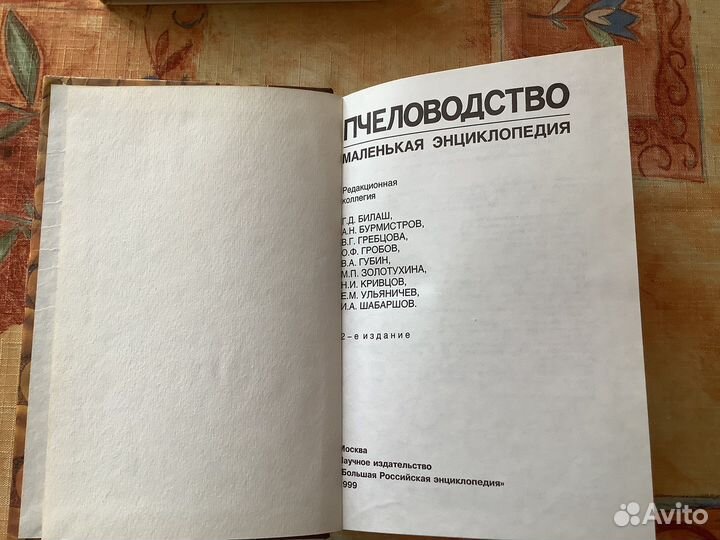 ПЧЕЛОВОДСТВО
МАЛЕНЬКАЯ ЭНЦИКЛОПЕДИЯ
Редакционная
коллегия
Г.Д. БИЛАШ,
А.Н. БУРМИСТРОВ,
В.Г. ГРЕБЦОВА,
О.Ф. ГРОБОВ,
В.А. ГУБИН,
М.П. ЗОЛОТУХИНА,
Н.И. КРИВЦОВ,
Е.М. УЛЬЯНИЧЕВ,
И.А. ШАБАРШОВ.
2-е издание
Москва
Научное издательство
«Большая Российская энциклопедия»
1999
Avito